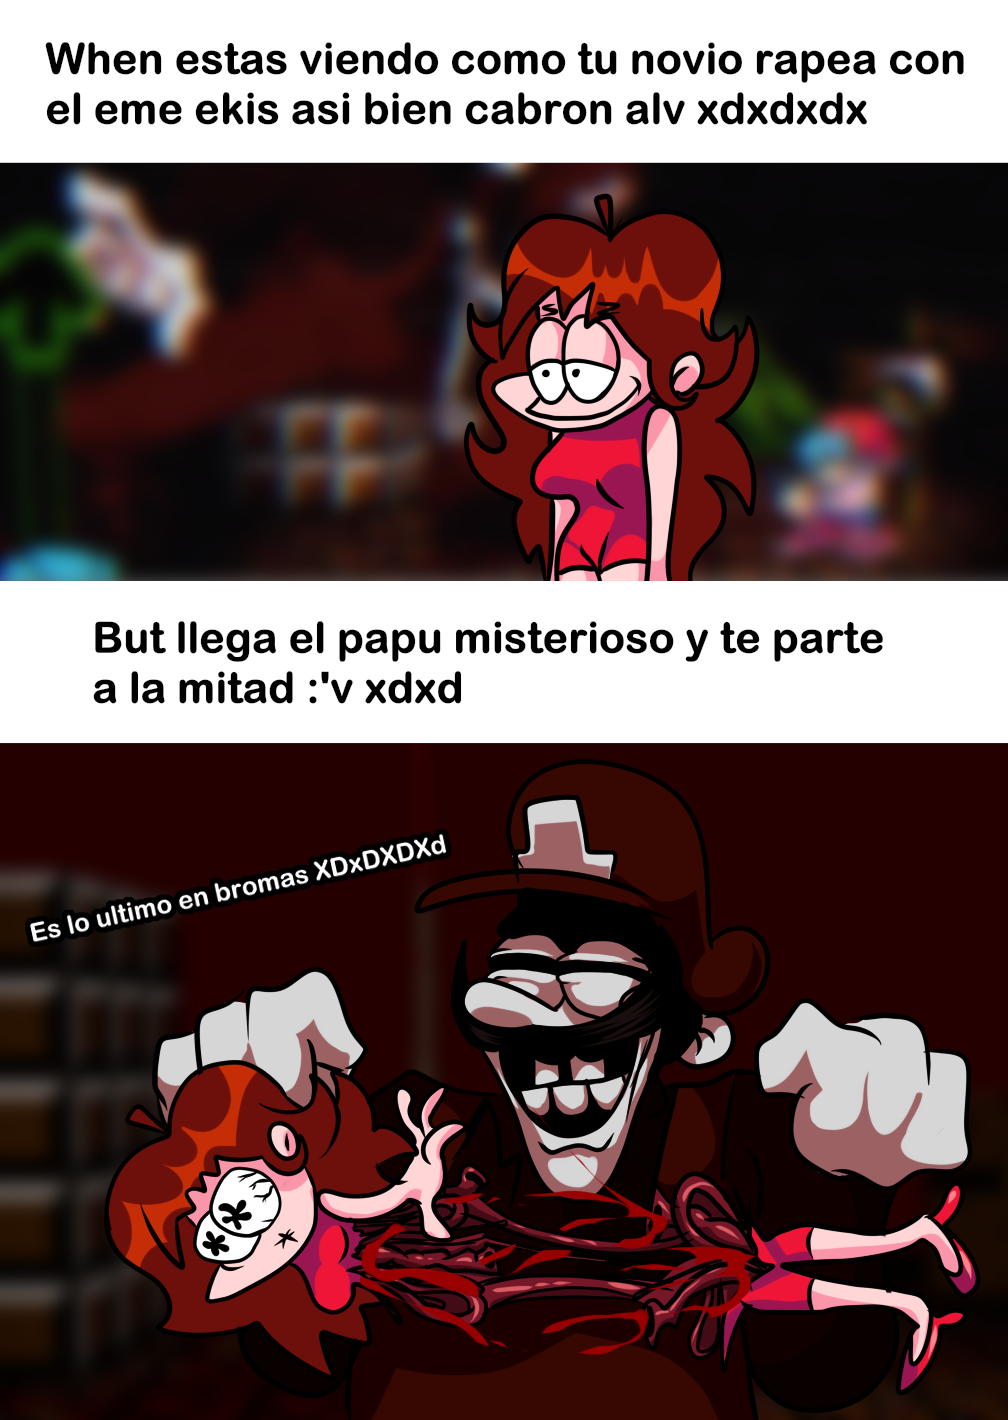 When estas viendo como tu novio rapea con
el eme ekis asi bien cabron alv xdxdxdx
But llega el papu misterioso y te parte
a la mitad :'v xdxd
Es lo ultimo en bromas XDxDXDXd